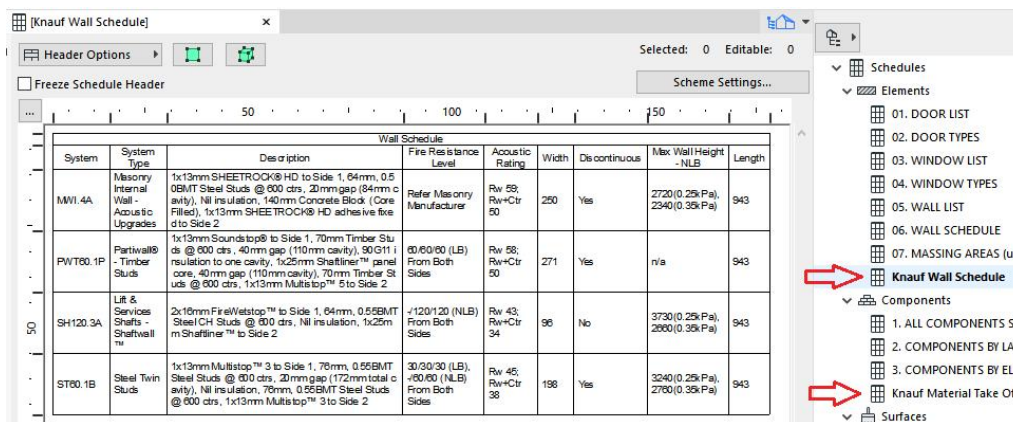 [Knauf Wall Schedule]
Header Options
Selected: 0 Editable: 0
Freeze Schedule Header
Scheme Settings...
...
50 100 150
50
Wall Schedule
System
System
Type
Description
Fire Resistance
Level
Acoustic
Rating
Width
Discontinuous
Max Wall Height
- NLB
Length
MWI.4A
Masonry
Internal
Wall -
Acoustic
Upgrades
1x13mm SHEETROCK® HD to Side 1, 64mm, 0.5
0BMT Steel Studs @ 600 ctrs, 20mm gap (84mm c
avity), Nil insulation, 140mm Concrete Block (Core
Filled), 1x13mm SHEETROCK® HD adhesive fixe
d to Side 2
Refer Masonry
Manufacturer
Rw 59;
Rw+Ctr
50
250
Yes
2720(0.25kPa),
2340(0.35kPa)
943
PWT60.1P
Partiwall®
- Timber
Studs
1x13mm Soundstop® to Side 1, 70mm Timber Stu
ds @ 600 ctrs, 40mm gap (110mm cavity), 90G11 i
nsulation to one cavity, 1x25mm Shaftliner™ panel
core, 40mm gap (110mm cavity), 70mm Timber St
uds @ 600 ctrs, 1x13mm Multistop™ 5 to Side 2
60/60/60 (LB)
From Both
Sides
Rw 58;
Rw+Ctr
50
271
Yes
n/a
943
SH120.3A
Lift &
Services
Shafts -
Shaftwall
™
2x16mm FireWetstop™ to Side 1, 64mm, 0.55BMT
Steel CH Studs @ 600 ctrs, Nil insulation, 1x25m
m Shaftliner™ to Side 2
-/120/120 (NLB)
From Both
Sides
Rw 43;
Rw+Ctr
34
96
No
3730(0.25kPa),
2660(0.35kPa)
943
ST60.1B
Steel Twin
Studs
1x13mm Multistop™ 3 to Side 1, 76mm, 0.55BMT
Steel Studs @ 600 ctrs, 20mm gap (172mm total c
avity), Nil insulation, 76mm, 0.55BMT Steel Studs
@ 600 ctrs, 1x13mm Multistop™ 3 to Side 2
30/30/30 (LB),
-/60/60 (NLB)
From Both
Sides
Rw 45;
Rw+Ctr
38
198
Yes
3240(0.25kPa),
2760(0.35kPa)
943
Schedules
Elements
01. DOOR LIST
02. DOOR TYPES
03. WINDOW LIST
04. WINDOW TYPES
05. WALL LIST
06. WALL SCHEDULE
07. MASSING AREAS (u
Knauf Wall Schedule
Components
1. ALL COMPONENTS S
2. COMPONENTS BY LA
3. COMPONENTS BY EL
Knauf Material Take Of
Surfaces